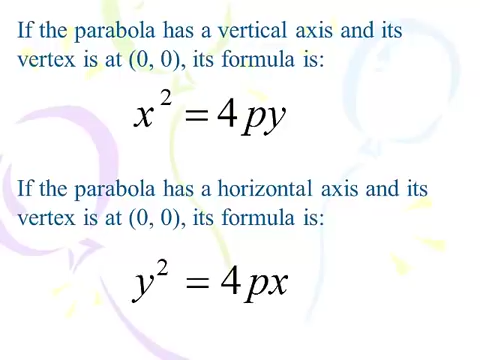 If the parabola has a vertical axis and its
vertex is at (0, 0), its formula is:
x² = 4py
If the parabola has a horizontal axis and its
vertex is at (0, 0), its formula is:
y² = 4px